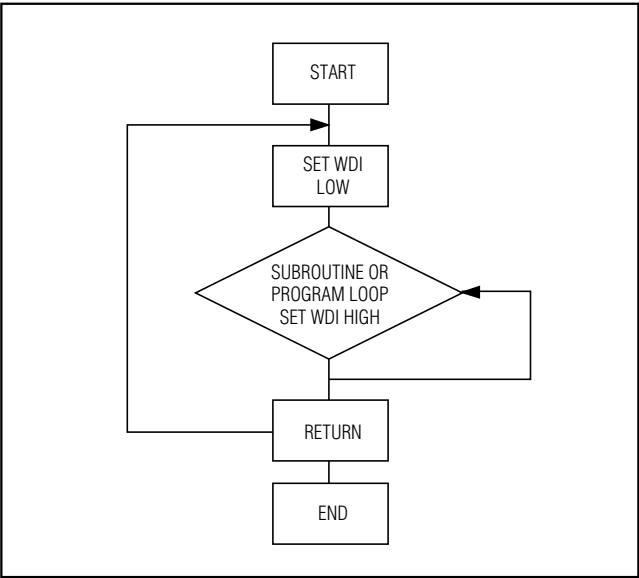 START
SET WDI
LOW
SUBROUTINE OR
PROGRAM LOOP
SET WDI HIGH
RETURN
END